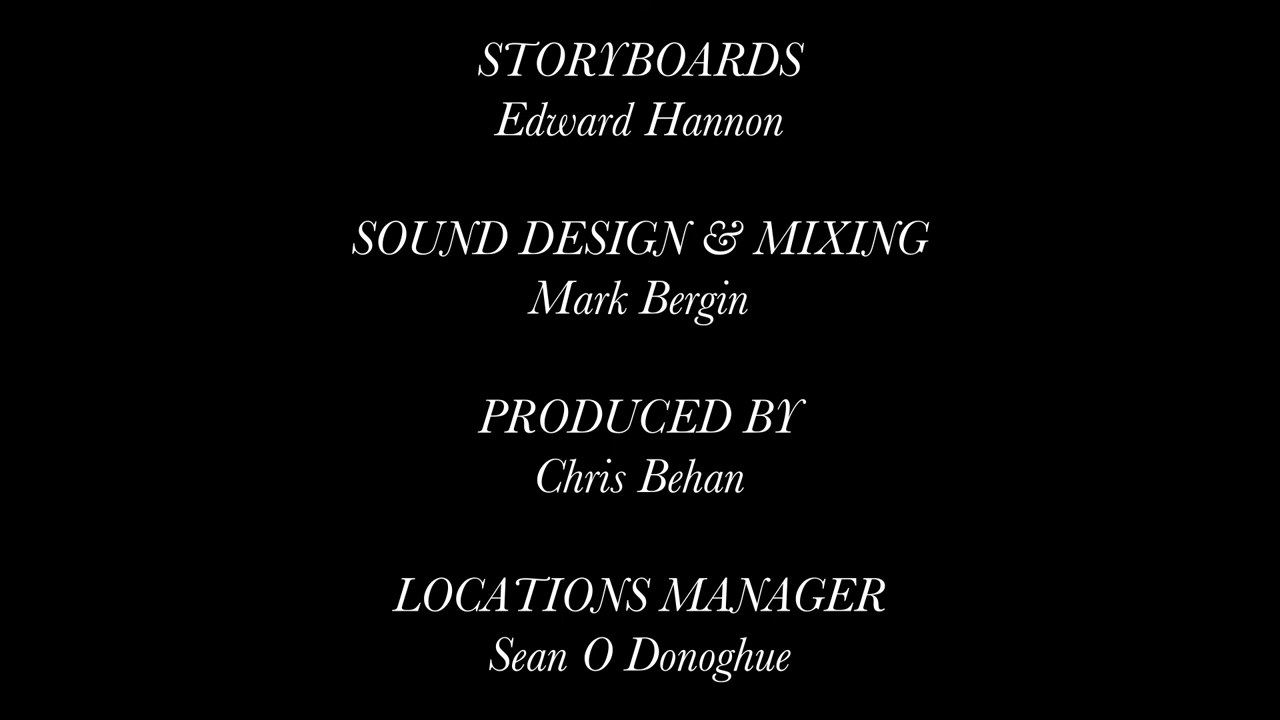 STORYBOARDS
Edward Hannon
SOUND DESIGN & MIXING
Mark Bergin
PRODUCED BY
Chris Behan
LOCATIONS MANAGER
Sean O Donoghue